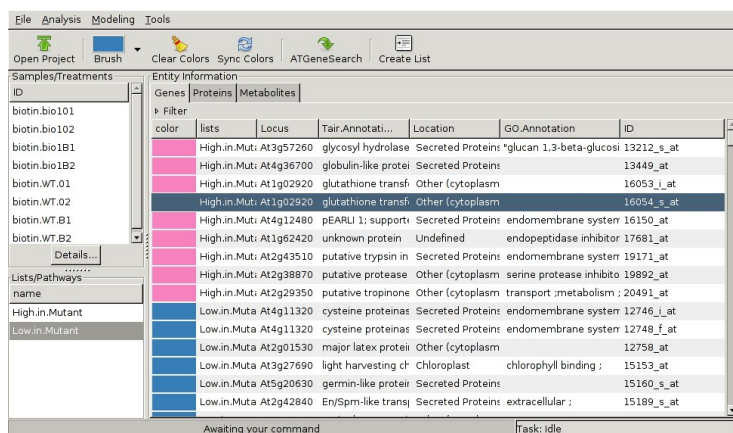 File Analysis Modeling Tools
Open Project Brush Clear Colors Sync Colors ATGeneSearch Create List
Samples/Treatments
ID
biotin.bio101
biotin.bio102
biotin.bio1B1
biotin.bio1B2
biotin.WT.01
biotin.WT.02
biotin.WT.B1
biotin.WT.B2
Details...
Lists/Pathways
name
High.in.Mutant
Low.in.Mutant
Entity Information
Genes Proteins Metabolites
Filter
color lists Locus Tair.Annotati... Location GO.Annotation ID
High.in.Muta At3g57260 glycosyl hydrolase Secreted Proteins "glucan 1,3-beta-glucosi 13212_s_at
High.in.Muta At4g36700 globulin-like protei Secreted Proteins 13449_at
High.in.Muta At1g02920 glutathione transf Other (cytoplasm 16053_i_at
High.in.Muta At1g02920 glutathione transf Other (cytoplasm 16054_s_at
High.in.Muta At4g12480 pEARLI 1; supporte Secreted Proteins endomembrane system 16150_at
High.in.Muta At1g62420 unknown protein Undefined endopeptidase inhibitor 17681_at
High.in.Muta At2g43510 putative trypsin in Secreted Proteins endomembrane system 19171_at
High.in.Muta At2g38870 putative protease Other (cytoplasm serine protease inhibito 19892_at
High.in.Muta At2g29350 putative tropinone Other (cytoplasm transport ;metabolism ; 20491_at
Low.in.Muta At4g11320 cysteine proteinas Secreted Proteins endomembrane system 12746_i_at
Low.in.Muta At4g11320 cysteine proteinas Secreted Proteins endomembrane system 12748_f_at
Low.in.Muta At2g01530 major latex protei Other (cytoplasm 12758_at
Low.in.Muta At3g27690 light harvesting ch Chloroplast chlorophyll binding ; 15153_at
Low.in.Muta At5g20630 germin-like protei Secreted Proteins 15160_s_at
Low.in.Muta At2g42840 En/Spm-like trans Secreted Proteins extracellular ; 15189_s_at
Awaiting your command Task: Idle